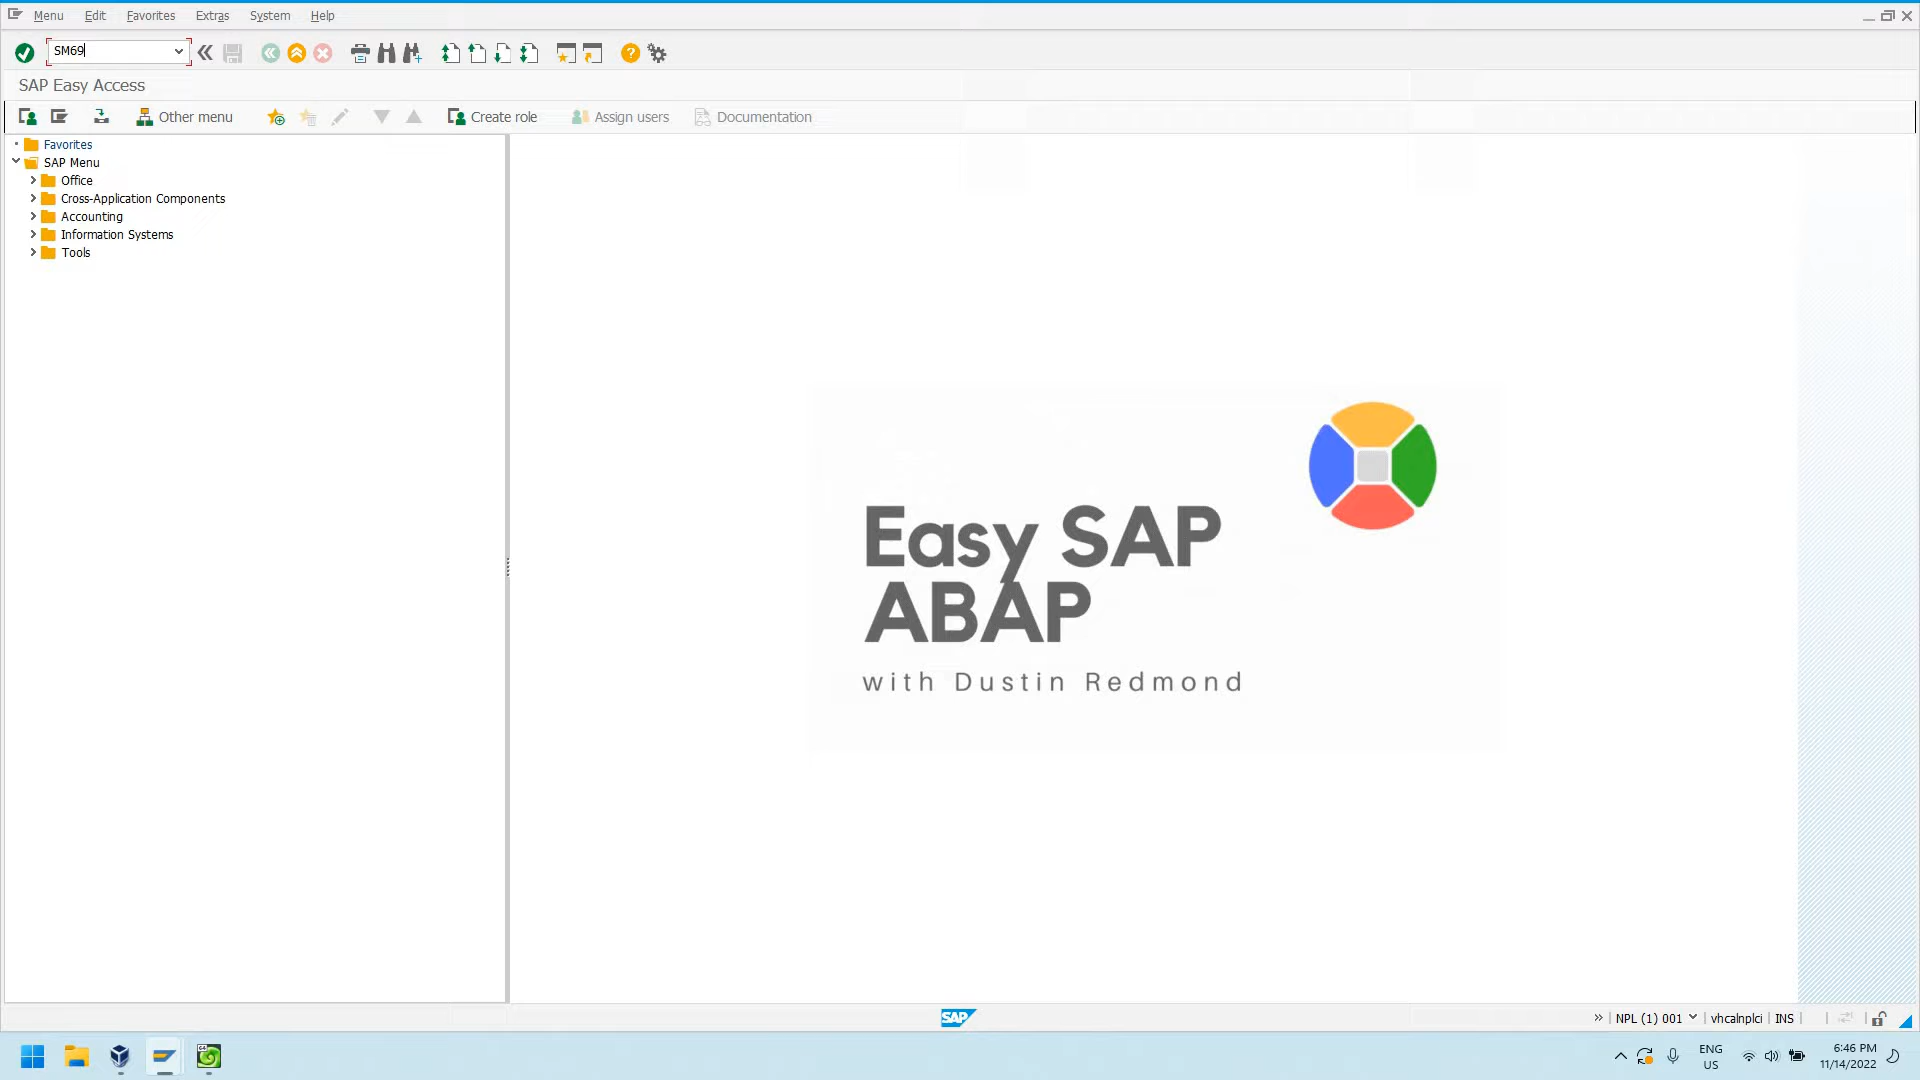 Menu Edit Favorites Extras System Help
SM69
SAP Easy Access
Other menu Create role Assign users Documentation
Favorites
SAP Menu
Office
Cross-Application Components
Accounting
Information Systems
Tools
Easy SAP
ABAP
with Dustin Redmond
SAP
NPL (1) 001 vhcalnplci INS
64
ENG
US
6:46 PM
11/14/2022